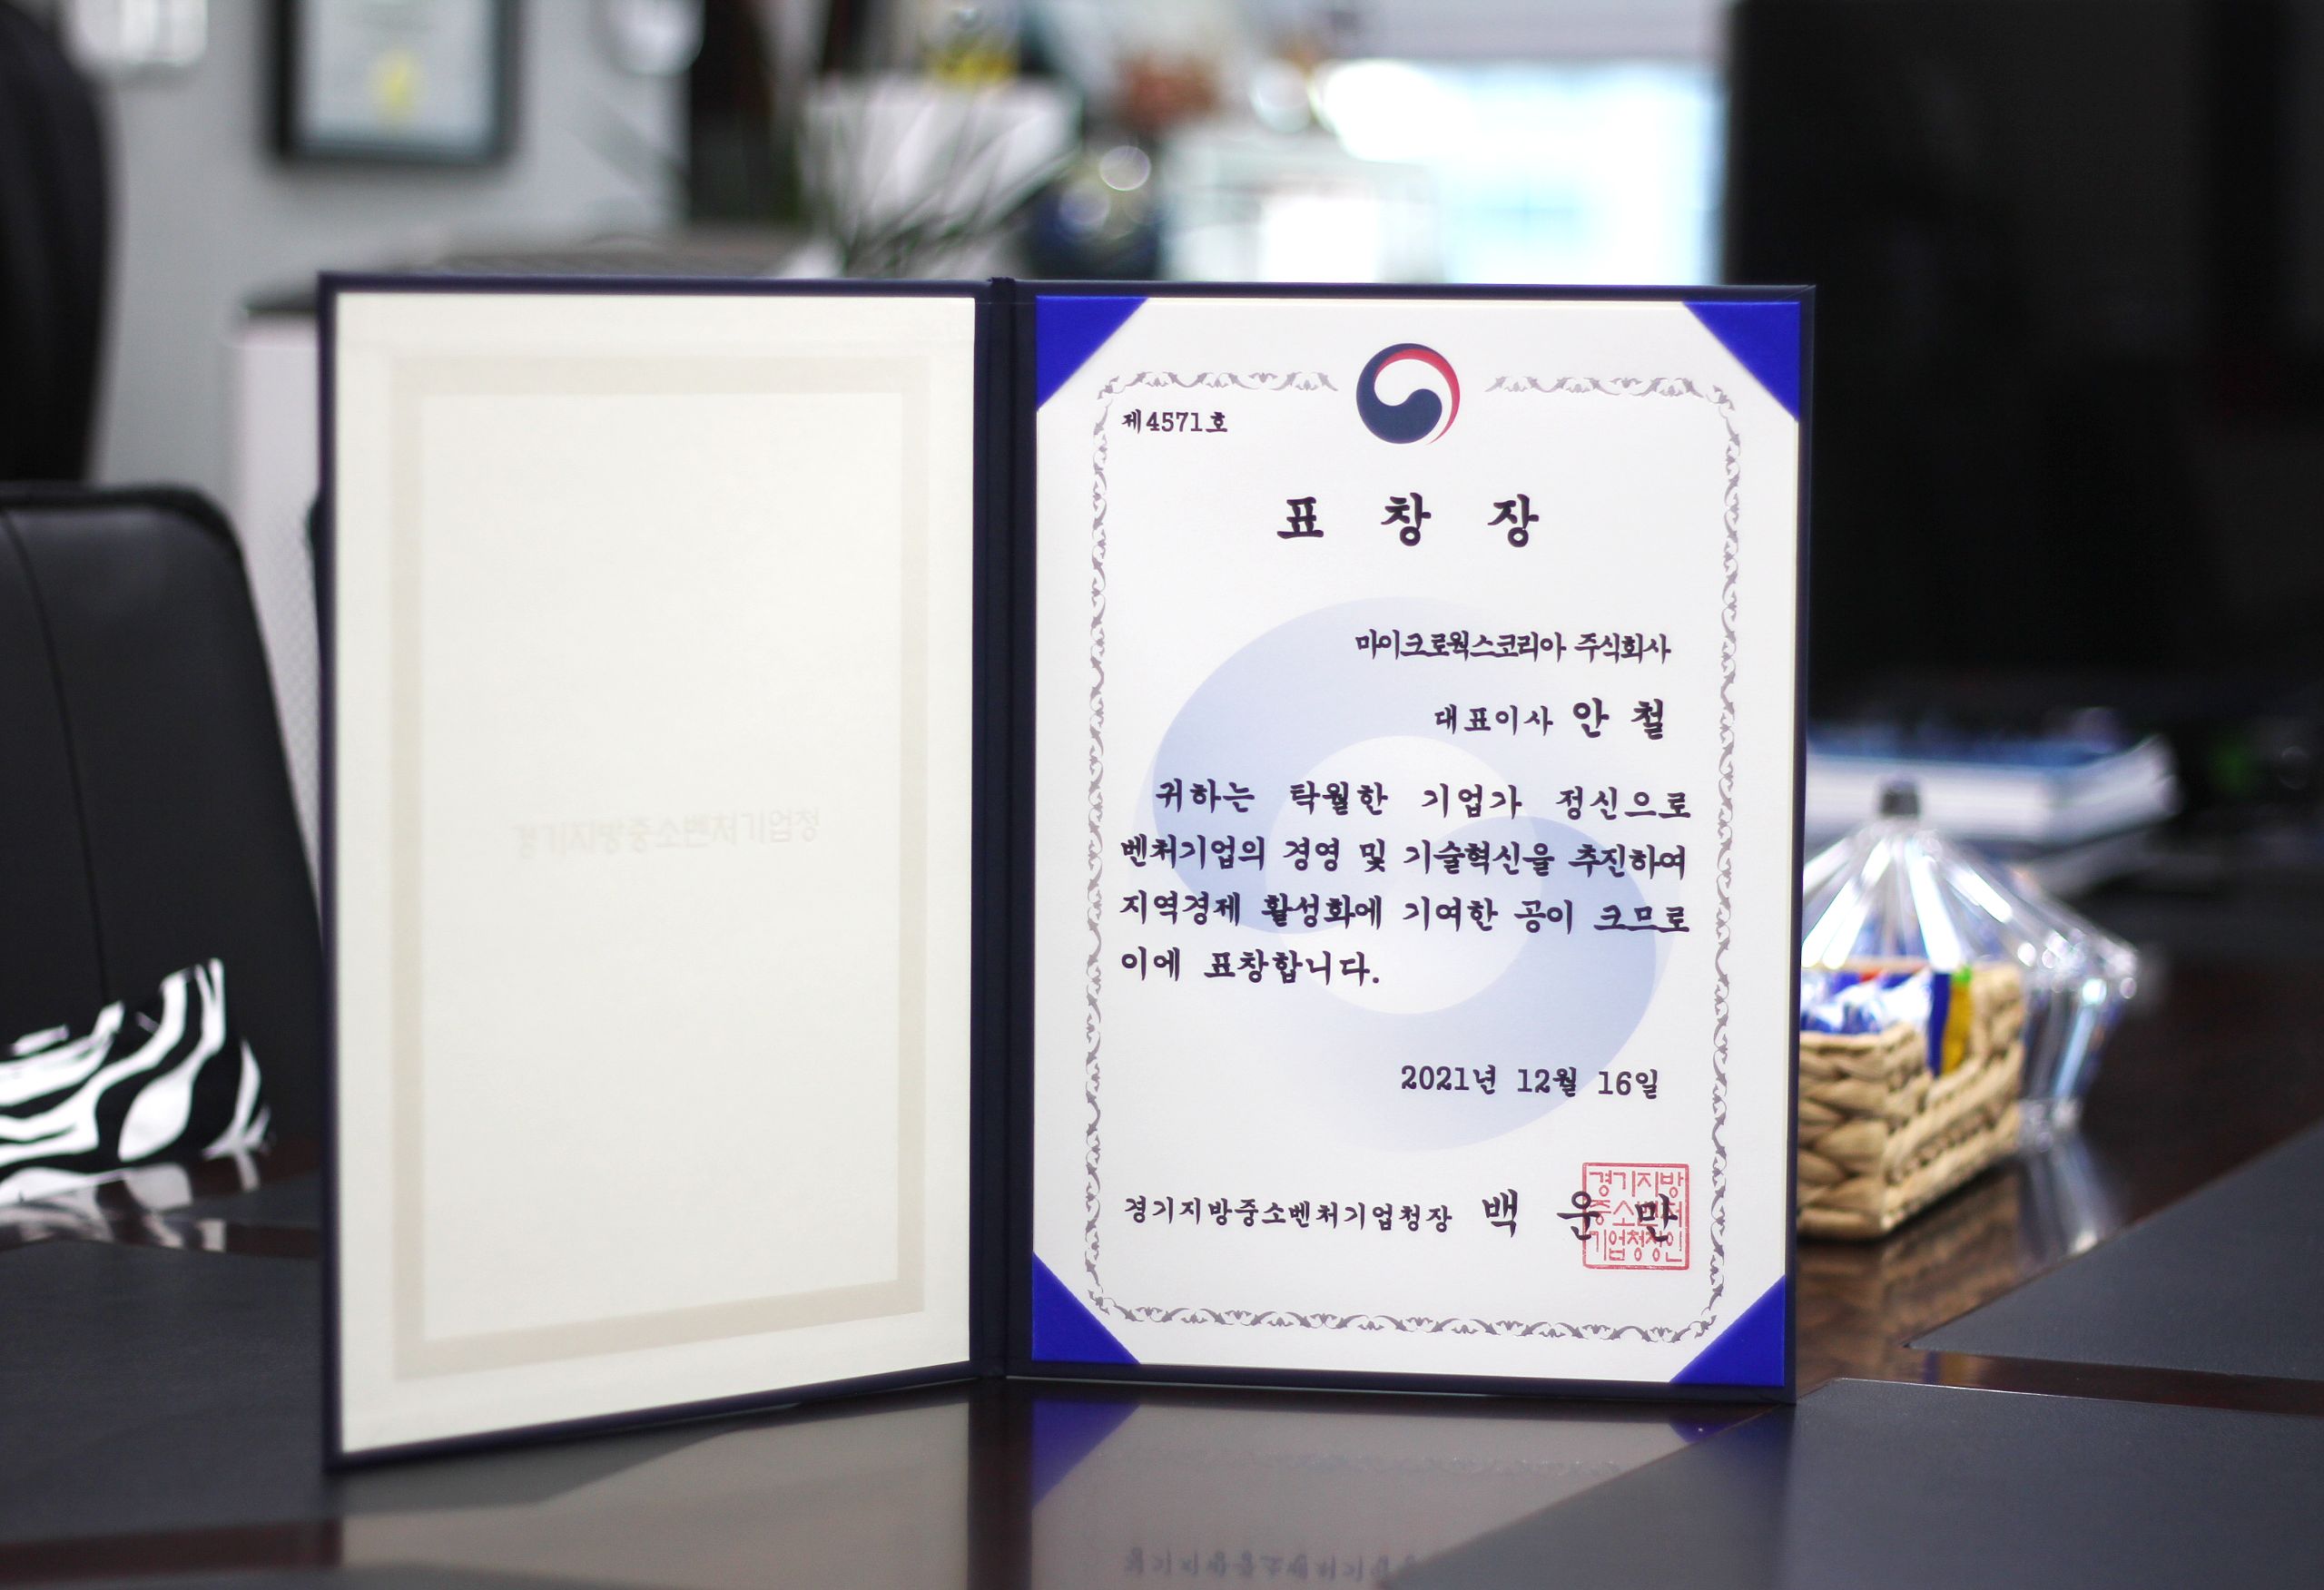 경기지방중소벤처기업청
제4571호
표 창 장
마이크로웍스코리아 주식회사
대표이사 안 철
귀하는 탁월한 기업가 정신으로
벤처기업의 경영 및 기술혁신을 추진하여
지역경제 활성화에 기여한 공이 크므로
이에 표창합니다.
2021년 12월 16일
경기지방중소벤처기업청장 백 운 만
경기지방
중소벤처
기업청장인